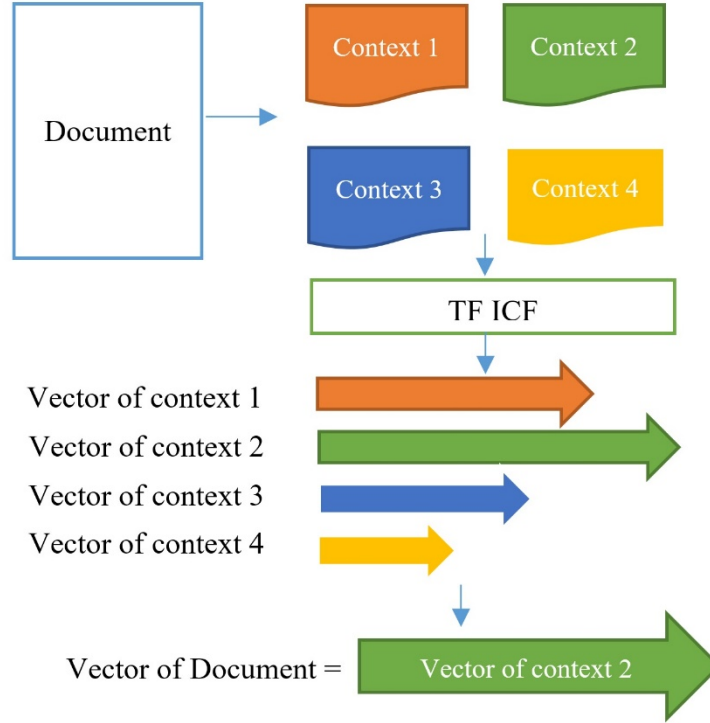 Context 1
Context 2
Document
Context 3
Context 4
TF ICF
Vector of context 1
Vector of context 2
Vector of context 3
Vector of context 4
Vector of Document = Vector of context 2